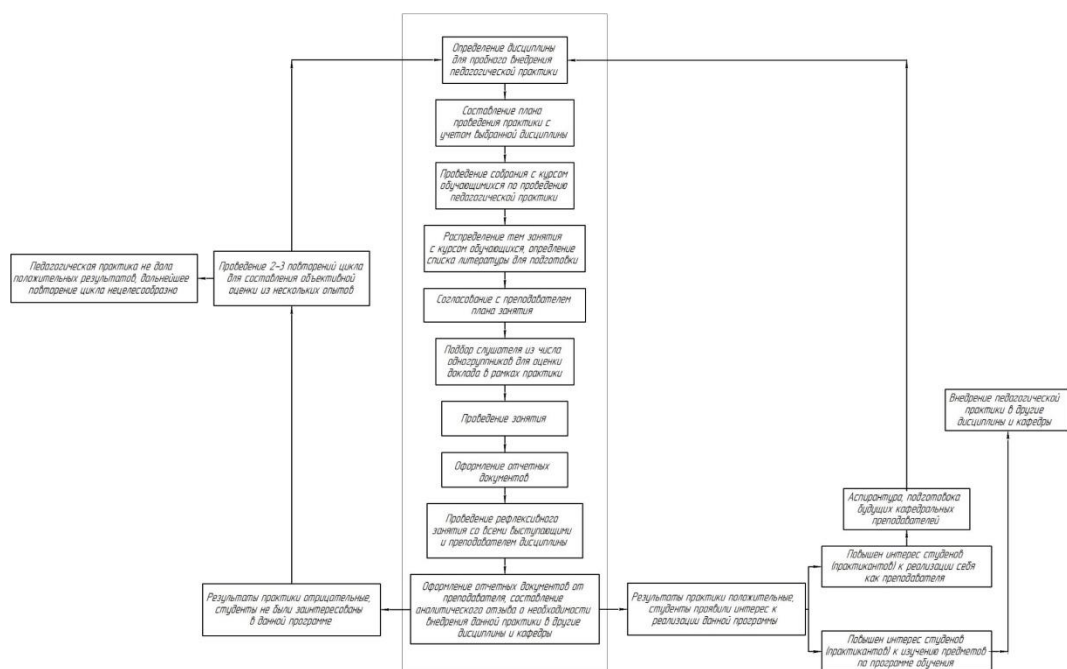 Определение дисциплины
для пробного внедрения
педагогической практики
Составление плана
проведения практики с
учетом выбранной дисциплины
Проведение собрания с курсом
обучающимися по проведению
педагогической практики
Распределение тем занятия
с курсом обучающихся, опредление
списка литературы для подготовки
Согласование с преподавателем
плана занятия
Подбор слушателя из числа
одногруппников для оценки
доклада в рамках практики
Проведение занятия
Оформление отчетных
документов
Проведение рефлексивного
занятия со всеми выступающими
и преподавателем дисциплины
Оформление отчетных документов от
преподавателя, составление
аналитического отзыва о необходимости
внедрения данной практики в другие
дисциплины и кафедры
Результаты практики отрицательные,
студенты не были заинтересованы
в данной программе
Проведение 2-3 повторений цикла
для составления объективной
оценки из нескольких опытов
Педагогическая практика не дала
положительных результатов, дальнейшее
повторение цикла нецелесообразно
Результаты практики положительные,
студенты проявили интерес к
реализации данной программы
Повышен интерес студенов
(практикантов) к реализации себя
как преподавателя
Аспирантура, подготовока
будущих кафедральных
преподавателей
Повышен интерес студенов
(практикантов) к изучению предметов
по программе обучения
Внедрение педагогической
практики в другие
дисциплины и кафедры